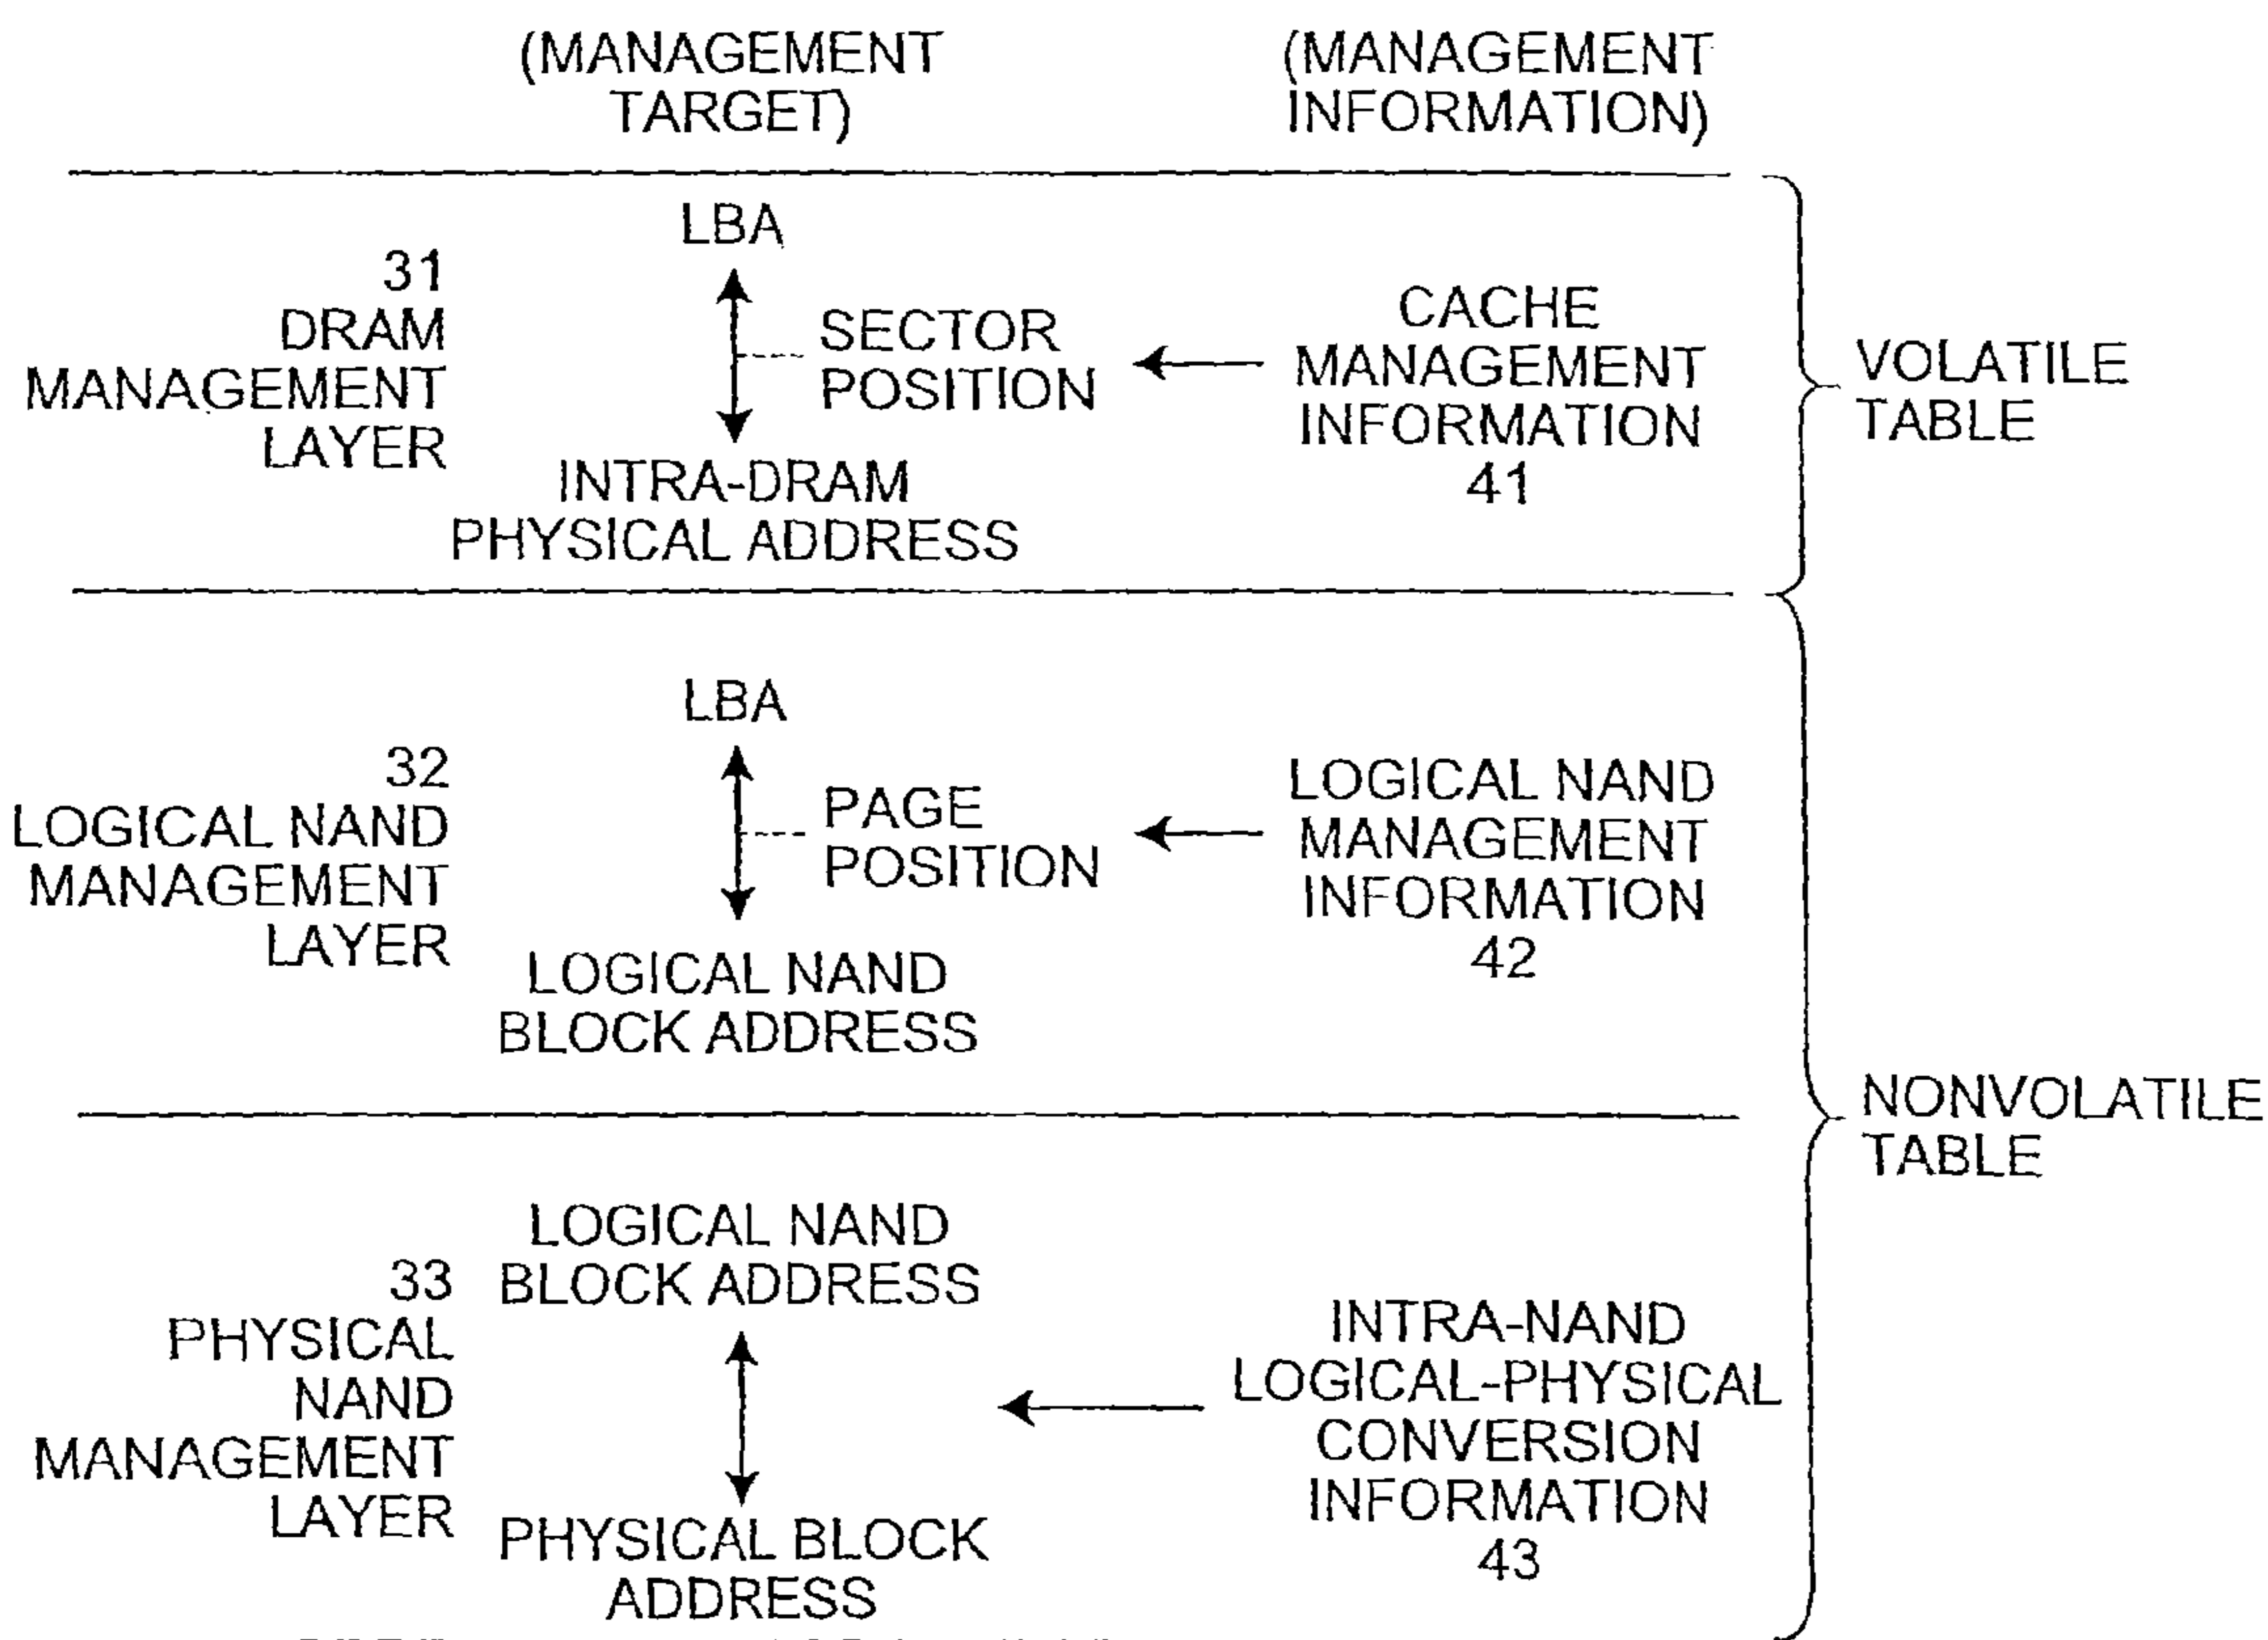 (MANAGEMENT
TARGET)
(MANAGEMENT
INFORMATION)
31
DRAM
MANAGEMENT
LAYER
LBA
SECTOR
POSITION
INTRA-DRAM
PHYSICAL ADDRESS
CACHE
MANAGEMENT
INFORMATION
41
VOLATILE
TABLE
32
LOGICAL NAND
MANAGEMENT
LAYER
LBA
PAGE
POSITION
LOGICAL NAND
BLOCK ADDRESS
LOGICAL NAND
MANAGEMENT
INFORMATION
42
NONVOLATILE
TABLE
33
PHYSICAL
NAND
MANAGEMENT
LAYER
LOGICAL NAND
BLOCK ADDRESS
PHYSICAL BLOCK
ADDRESS
INTRA-NAND
LOGICAL-PHYSICAL
CONVERSION
INFORMATION
43